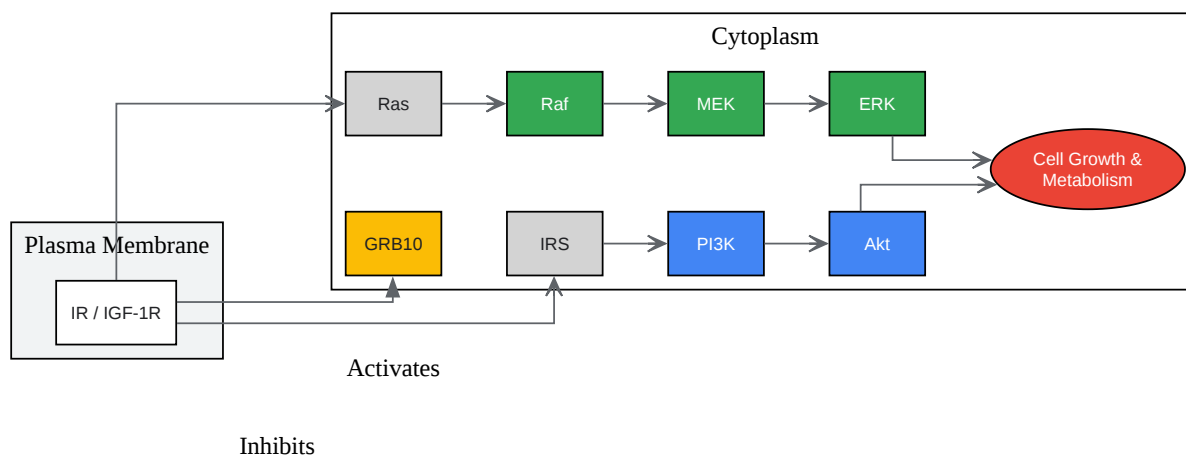 Cytoplasm
Ras
Raf
MEK
ERK
Cell Growth &
Metabolism
Plasma Membrane
GRB10
IRS
PI3K
Akt
IR / IGF-1R
Activates
Inhibits